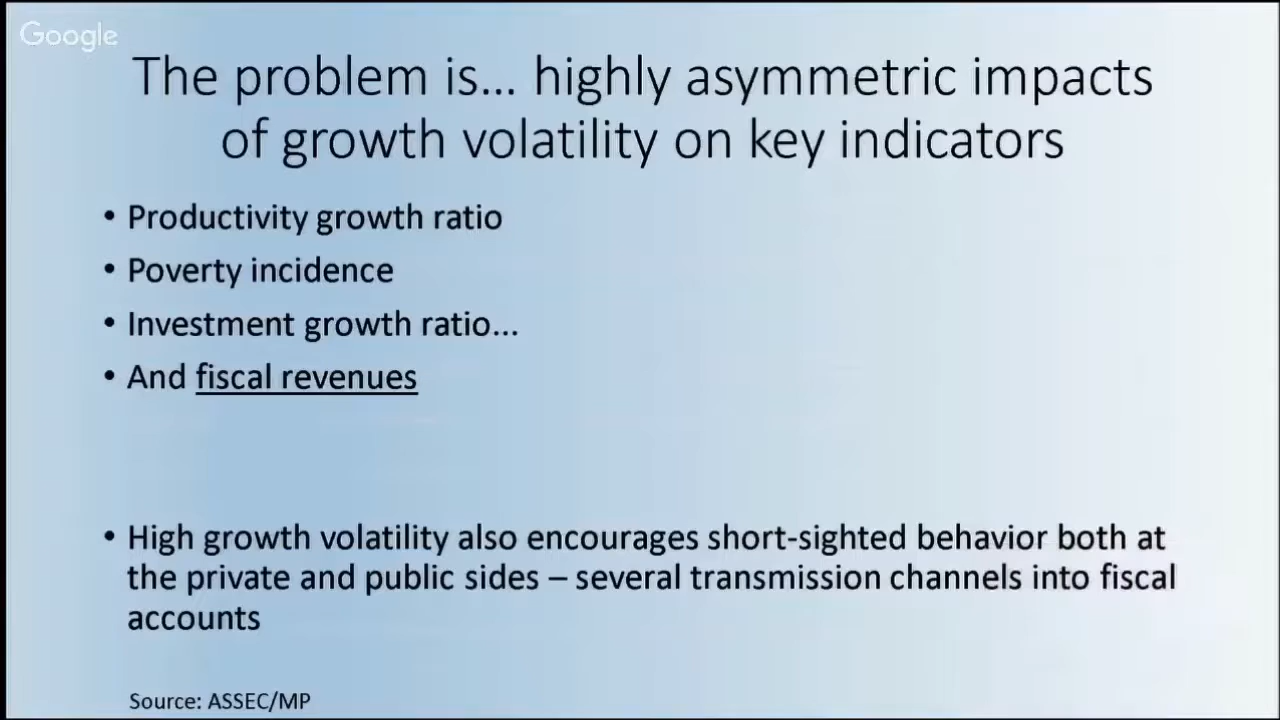 Google
The problem is... highly asymmetric impacts
of growth volatility on key indicators
• Productivity growth ratio
• Poverty incidence
• Investment growth ratio...
• And fiscal revenues
• High growth volatility also encourages short-sighted behavior both at
the private and public sides – several transmission channels into fiscal
accounts
Source: ASSEC/MP